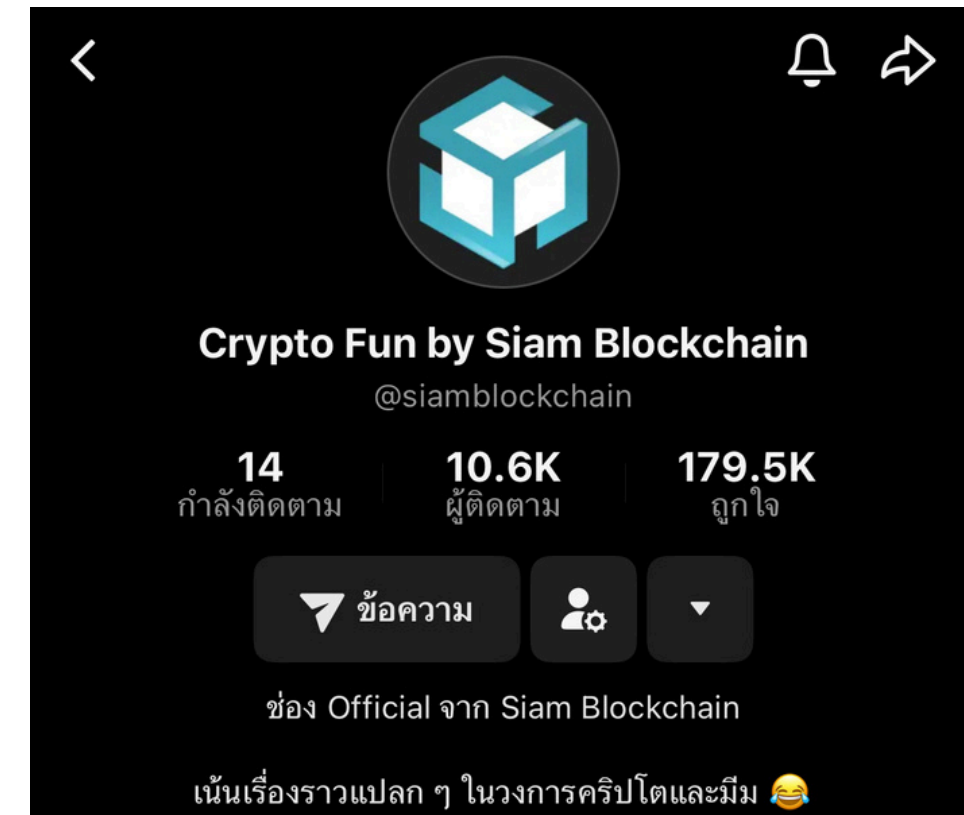 Crypto Fun by Siam Blockchain
@siamblockchain
14 10.6K 179.5K
กำลังติดตาม ผู้ติดตาม ถูกใจ
ข้อความ
ช่อง Official จาก Siam Blockchain
เน้นเรื่องราวแปลก ๆ ในวงการคริปโตและมีม 😂